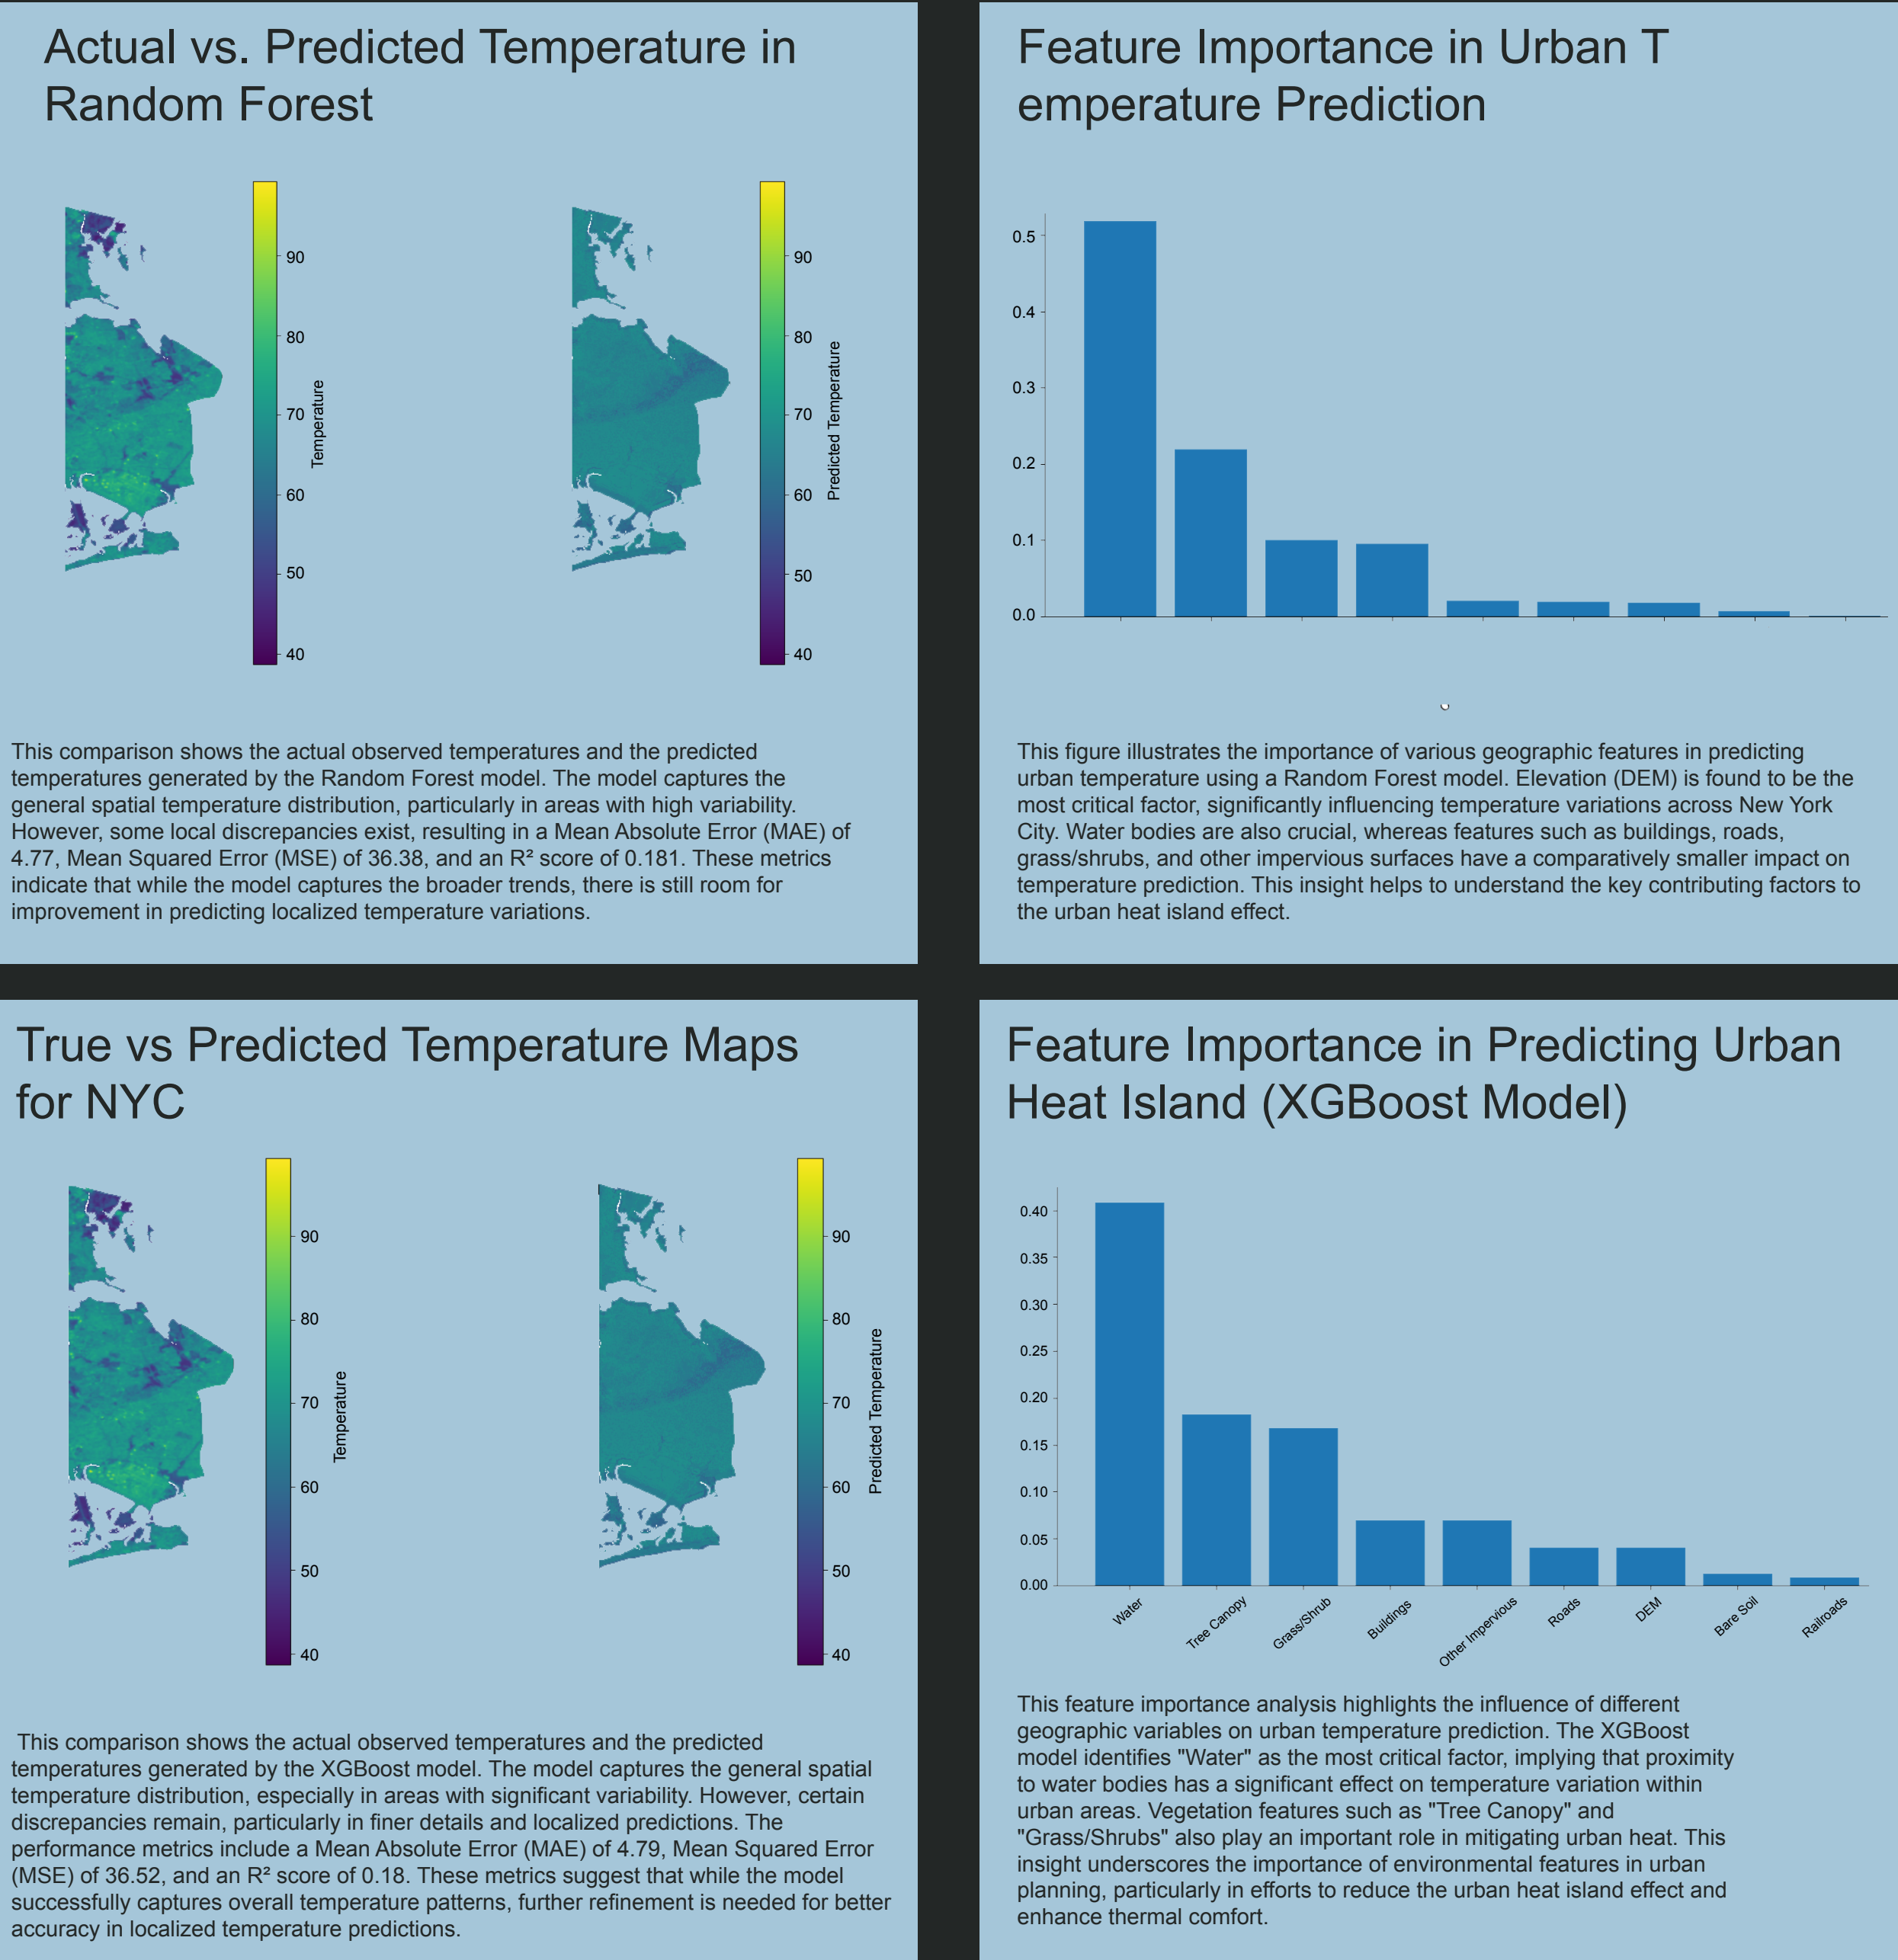 Actual vs. Predicted Temperature in
Random Forest
90
80
70
60
50
40
Temperature
90
80
70
60
50
40
Predicted Temperature
This comparison shows the actual observed temperatures and the predicted
temperatures generated by the Random Forest model. The model captures the
general spatial temperature distribution, particularly in areas with high variability.
However, some local discrepancies exist, resulting in a Mean Absolute Error (MAE) of
4.77, Mean Squared Error (MSE) of 36.38, and an R² score of 0.181. These metrics
indicate that while the model captures the broader trends, there is still room for
improvement in predicting localized temperature variations.
Feature Importance in Urban T
emperature Prediction
0.5
0.4
0.3
0.2
0.1
0.0
This figure illustrates the importance of various geographic features in predicting
urban temperature using a Random Forest model. Elevation (DEM) is found to be the
most critical factor, significantly influencing temperature variations across New York
City. Water bodies are also crucial, whereas features such as buildings, roads,
grass/shrubs, and other impervious surfaces have a comparatively smaller impact on
temperature prediction. This insight helps to understand the key contributing factors to
the urban heat island effect.
True vs Predicted Temperature Maps
for NYC
90
80
70
60
50
40
Temperature
90
80
70
60
50
40
Predicted Temperature
This comparison shows the actual observed temperatures and the predicted
temperatures generated by the XGBoost model. The model captures the general spatial
temperature distribution, especially in areas with significant variability. However, certain
discrepancies remain, particularly in finer details and localized predictions. The
performance metrics include a Mean Absolute Error (MAE) of 4.79, Mean Squared Error
(MSE) of 36.52, and an R² score of 0.18. These metrics suggest that while the model
successfully captures overall temperature patterns, further refinement is needed for better
accuracy in localized temperature predictions.
Feature Importance in Predicting Urban
Heat Island (XGBoost Model)
0.40
0.35
0.30
0.25
0.20
0.15
0.10
0.05
0.00
Water
Tree Canopy
Grass/Shrub
Buildings
Other Impervious
Roads
DEM
Bare Soil
Railroads
This feature importance analysis highlights the influence of different
geographic variables on urban temperature prediction. The XGBoost
model identifies "Water" as the most critical factor, implying that proximity
to water bodies has a significant effect on temperature variation within
urban areas. Vegetation features such as "Tree Canopy" and
"Grass/Shrubs" also play an important role in mitigating urban heat. This
insight underscores the importance of environmental features in urban
planning, particularly in efforts to reduce the urban heat island effect and
enhance thermal comfort.